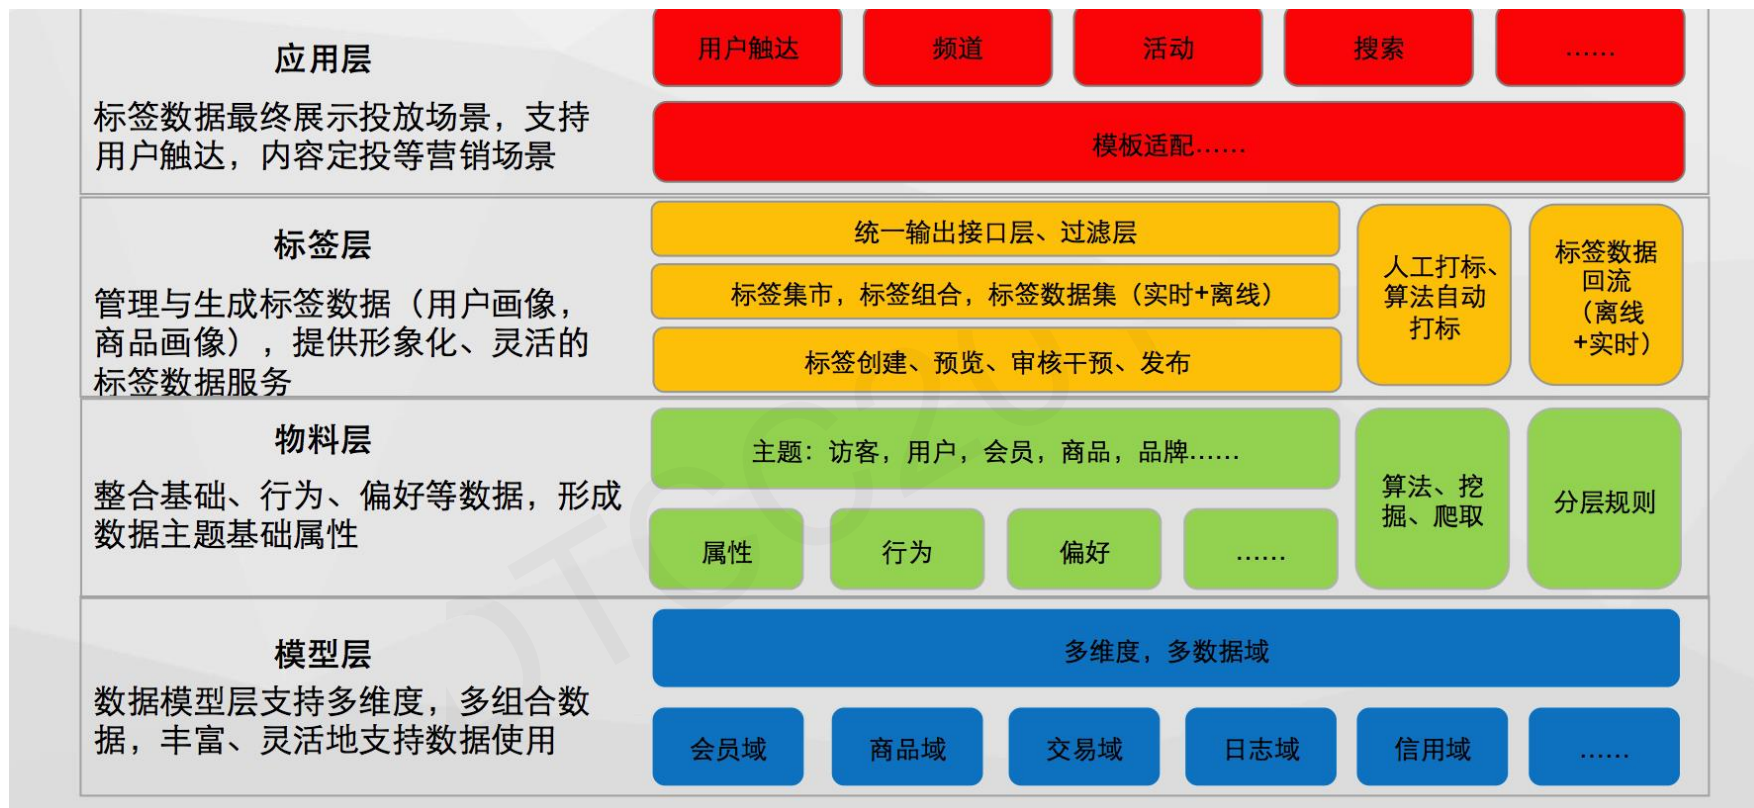 应用层
标签数据最终展示投放场景，支持
用户触达，内容定投等营销场景
用户触达
频道
活动
搜索
......
模板适配......
标签层
管理与生成标签数据（用户画像，
商品画像），提供形象化、灵活的
标签数据服务
统一输出接口层、过滤层
标签集市，标签组合，标签数据集（实时+离线）
标签创建、预览、审核干预、发布
人工打标、
算法自动
打标
标签数据
回流
（离线
+实时）
物料层
整合基础、行为、偏好等数据，形成
数据主题基础属性
主题：访客，用户，会员，商品，品牌......
属性
行为
偏好
......
算法、挖
掘、爬取
分层规则
模型层
数据模型层支持多维度，多组合数
据，丰富、灵活地支持数据使用
多维度，多数据域
会员域
商品域
交易域
日志域
信用域
......